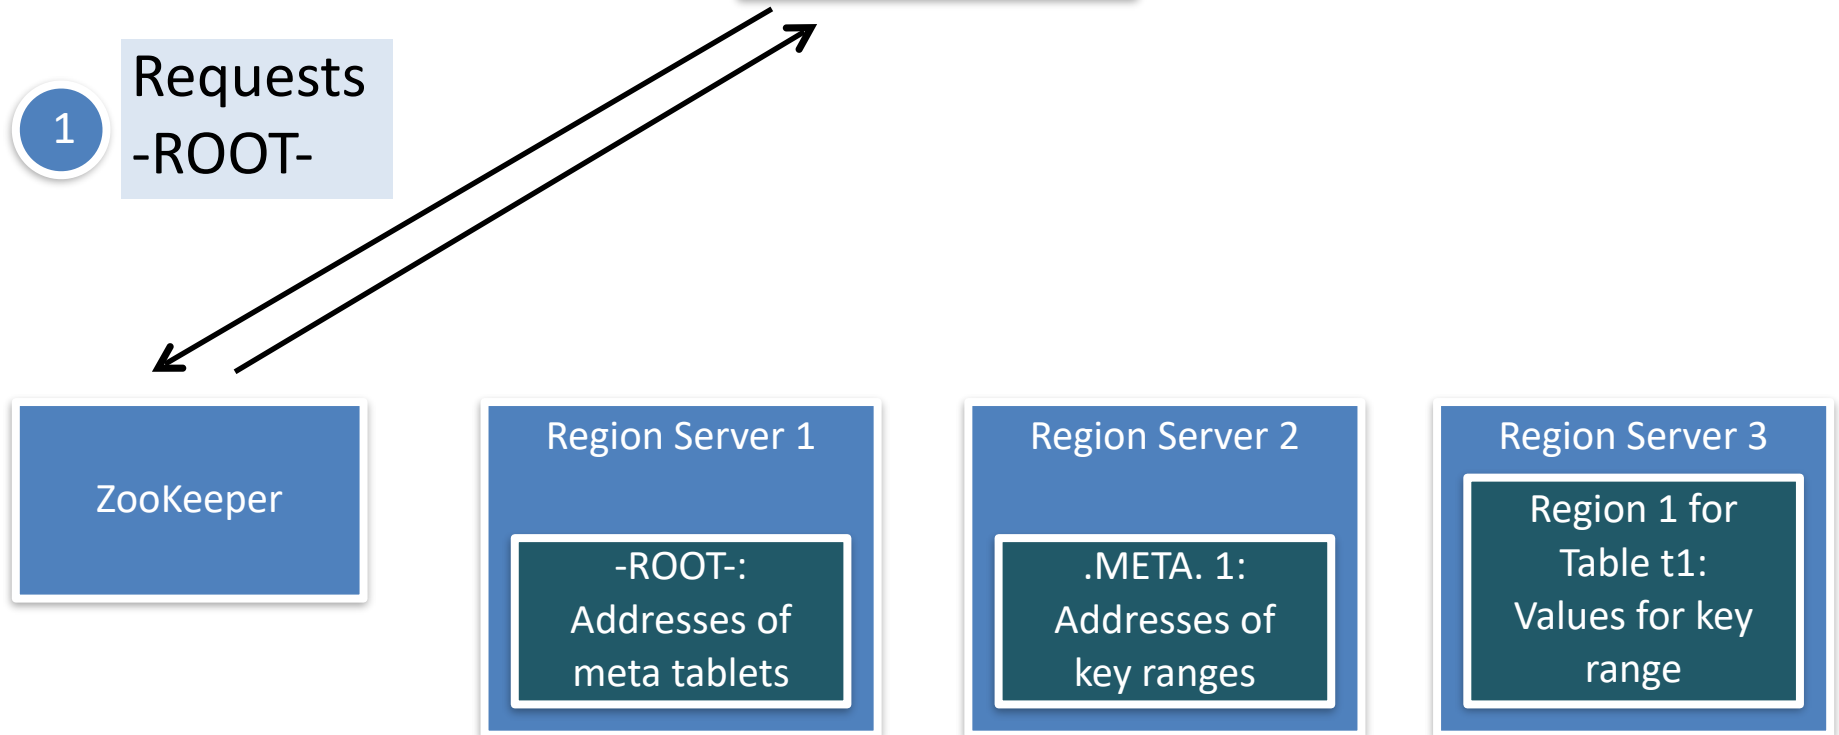 Requests
-ROOT-
1
ZooKeeper
Region Server 1
-ROOT-:
Addresses of
meta tablets
Region Server 2
.META. 1:
Addresses of
key ranges
Region Server 3
Region 1 for
Table t1:
Values for key
range